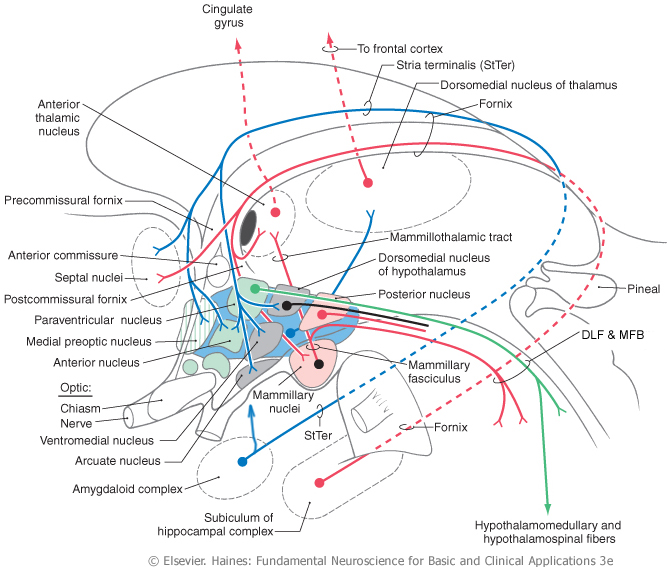 Cingulate
gyrus
To frontal cortex
Stria terminalis (StTer)
Dorsomedial nucleus of thalamus
Fornix
Anterior
thalamic
nucleus
Precommissural fornix
Anterior commissure
Septal nuclei
Postcommissural fornix
Paraventricular nucleus
Medial preoptic nucleus
Anterior nucleus
Optic:
Chiasm
Nerve
Ventromedial nucleus
Arcuate nucleus
Amygdaloid complex
Subiculum of
hippocampal complex
Mammillothalamic tract
Dorsomedial nucleus
of hypothalamus
Posterior nucleus
Pineal
DLF & MFB
Mammillary
fasciculus
Mammillary
nuclei
StTer
Fornix
Hypothalamomedullary and
hypothalamospinal fibers
© Elsevier. Haines: Fundamental Neuroscience for Basic and Clinical Applications 3e